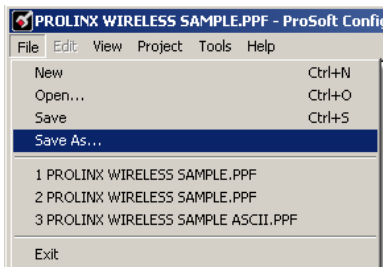 PROLINX WIRELESS SAMPLE.PPF - ProSoft Config
File Edit View Project Tools Help
New Ctrl+N
Open... Ctrl+O
Save Ctrl+S
Save As...
1 PROLINX WIRELESS SAMPLE.PPF
2 PROLINX WIRELESS SAMPLE.PPF
3 PROLINX WIRELESS SAMPLE ASCII.PPF
Exit